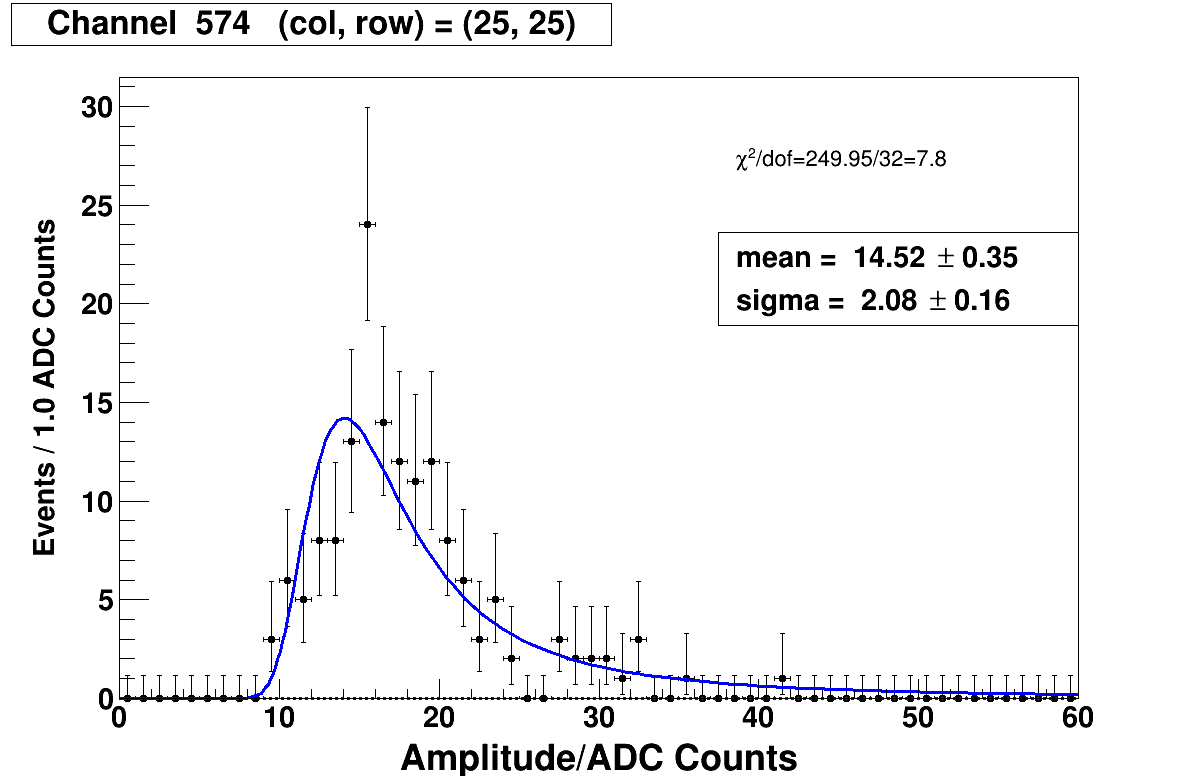 Channel 574 (col, row) = (25, 25)
30
25
20
15
10
5
0
Events / 1.0 ADC Counts
χ²/dof=249.95/32=7.8
mean = 14.52 ± 0.35
sigma = 2.08 ± 0.16
0 10 20 30 40 50 60
Amplitude/ADC Counts